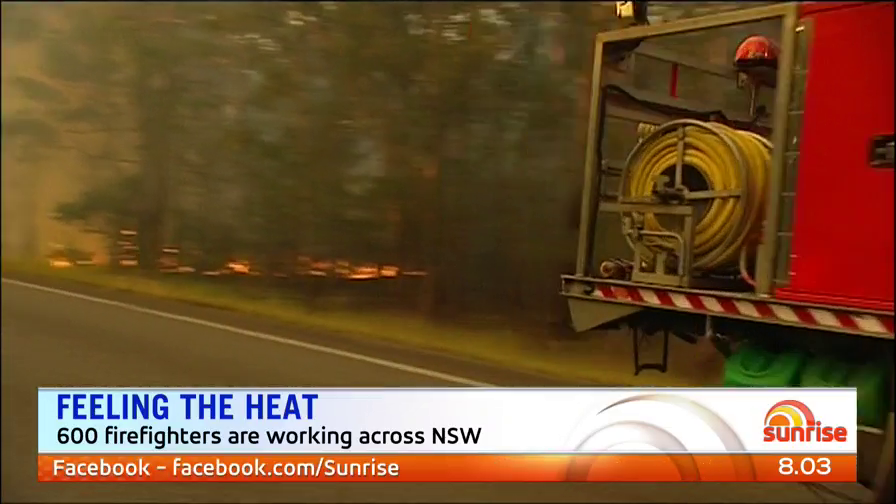 FEELING THE HEAT
600 firefighters are working across NSW
sunrise
Facebook – facebook.com/Sunrise
8.03